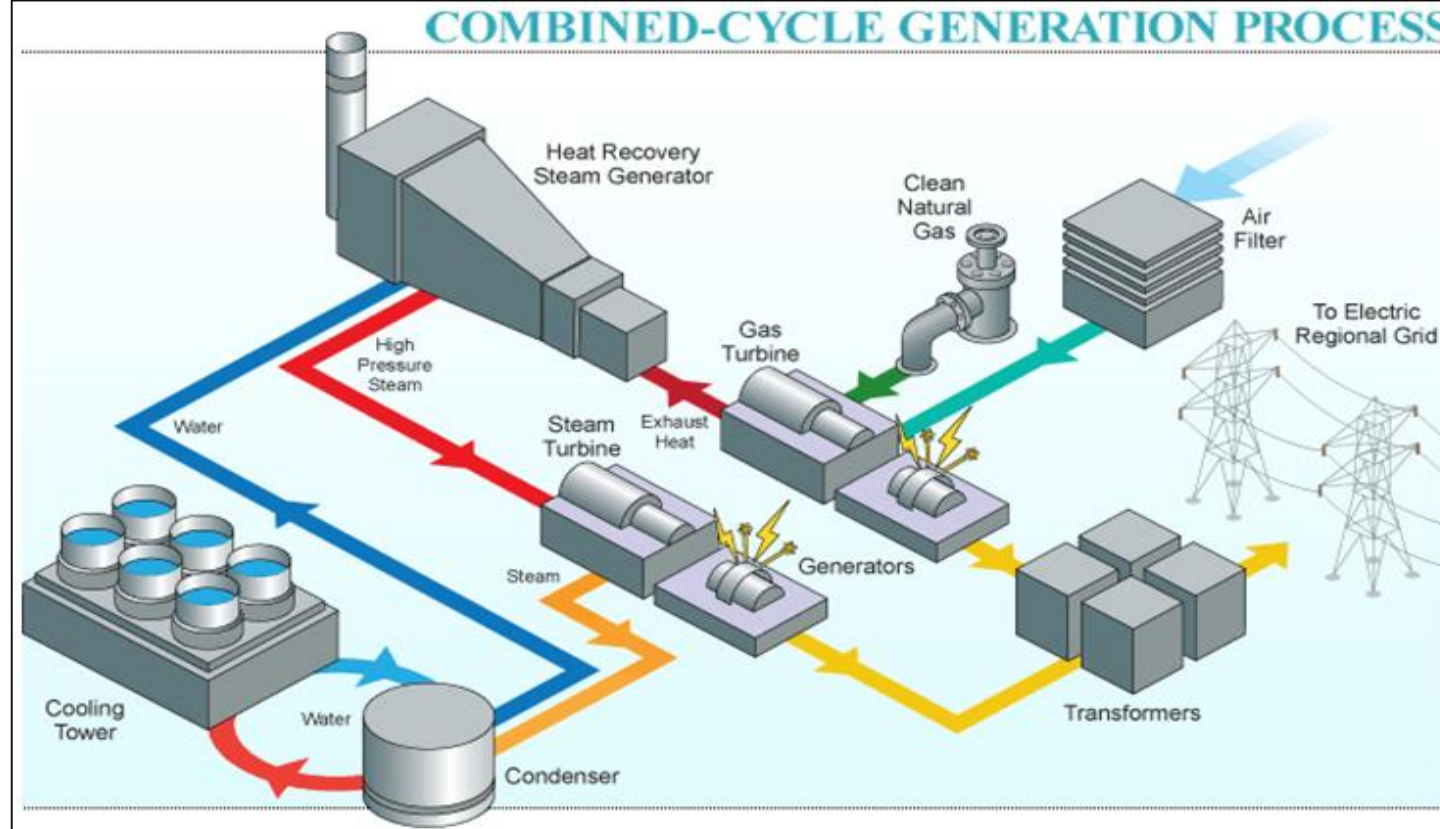 COMBINED-CYCLE GENERATION PROCESS
Heat Recovery
Steam Generator
Clean
Natural
Gas
Air
Filter
To Electric
Regional Grid
Gas
Turbine
High
Pressure
Steam
Exhaust
Heat
Steam
Turbine
Water
Generators
Steam
Cooling
Tower
Water
Transformers
Condenser